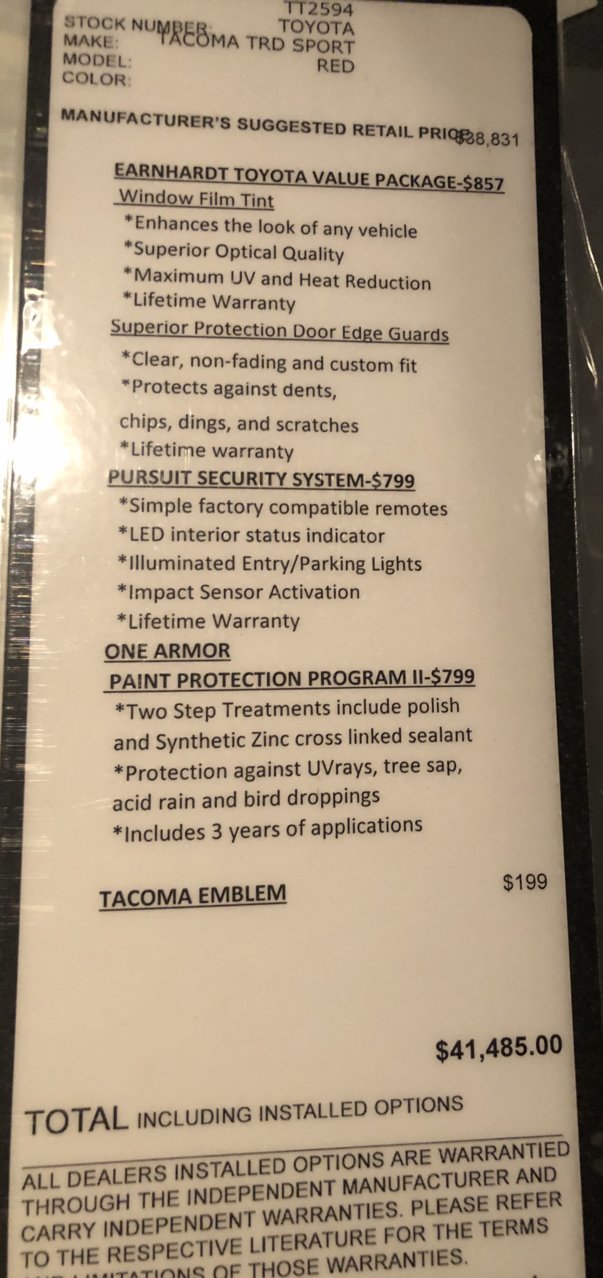 TT2594
STOCK NUMBER: TOYOTA
MAKE: TACOMA TRD SPORT
MODEL: RED
COLOR:
MANUFACTURER'S SUGGESTED RETAIL PRICE $38,831
EARNHARDT TOYOTA VALUE PACKAGE-$857
Window Film Tint
*Enhances the look of any vehicle
*Superior Optical Quality
*Maximum UV and Heat Reduction
*Lifetime Warranty
Superior Protection Door Edge Guards
*Clear, non-fading and custom fit
*Protects against dents,
chips, dings, and scratches
*Lifetime warranty
PURSUIT SECURITY SYSTEM-$799
*Simple factory compatible remotes
*LED interior status indicator
*Illuminated Entry/Parking Lights
*Impact Sensor Activation
*Lifetime Warranty
ONE ARMOR
PAINT PROTECTION PROGRAM II-$799
*Two Step Treatments include polish
and Synthetic Zinc cross linked sealant
*Protection against UVrays, tree sap,
acid rain and bird droppings
*Includes 3 years of applications
TACOMA EMBLEM $199
$41,485.00
TOTAL INCLUDING INSTALLED OPTIONS
ALL DEALERS INSTALLED OPTIONS ARE WARRANTIED
THROUGH THE INDEPENDENT MANUFACTURER AND
CARRY INDEPENDENT WARRANTIES. PLEASE REFER
TO THE RESPECTIVE LITERATURE FOR THE TERMS
LIMITATIONS OF THOSE WARRANTIES.